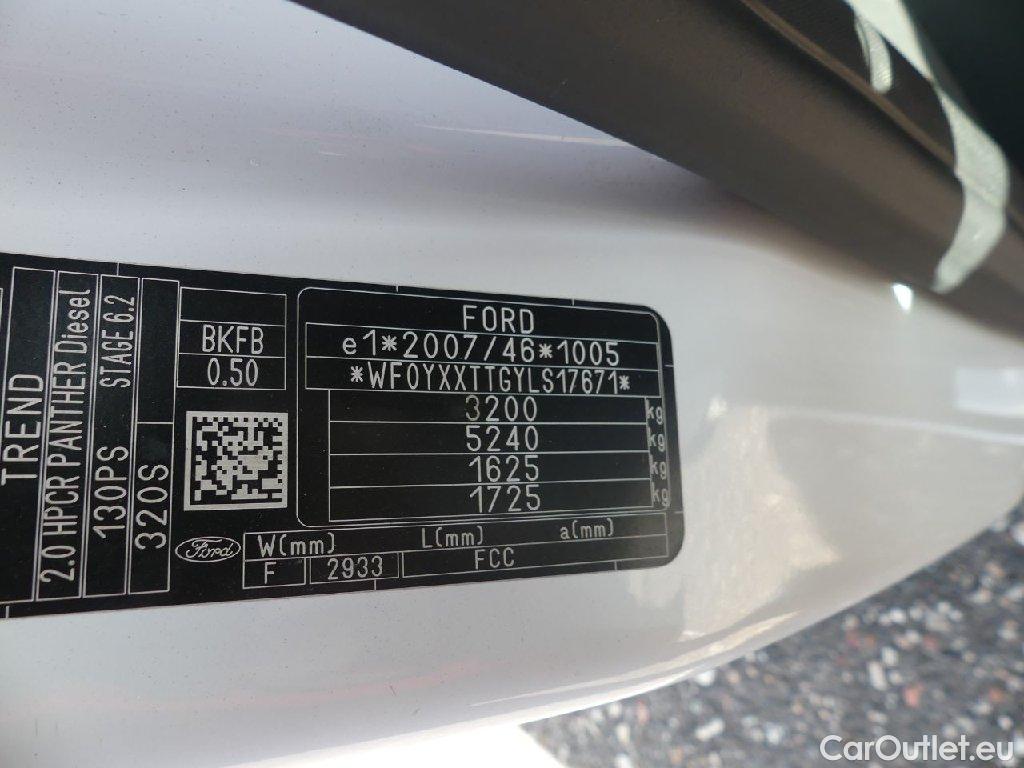 TREND
2.0 HPCR PANTHER Diesel
130PS STAGE 6.2
320S
BKFB
0.50
FORD
e1*2007/46*1005
*WF0YXXTTGYLS17671*
3200 kg
5240 kg
1625 kg
1725 kg
Ford
W(mm) L(mm) a(mm)
F 2933 FCC
CarOutlet.eu